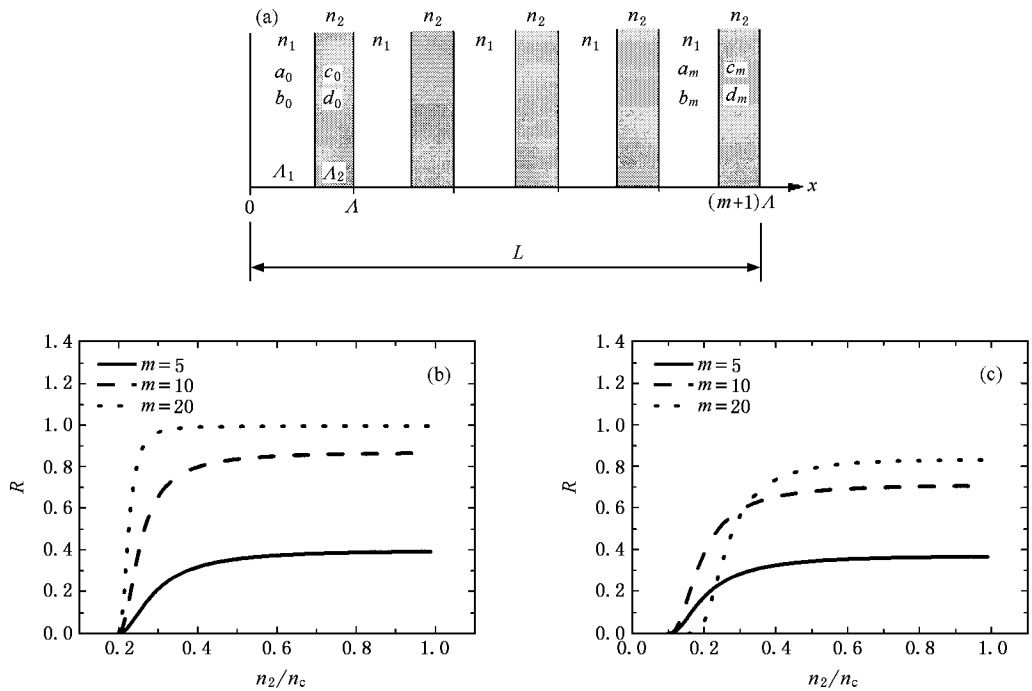 (a) n₂ n₂ n₂ n₂ n₂
n₁ n₁ n₁ n₁ n₁
a₀ c₀ aₘ cₘ
b₀ d₀ bₘ dₘ
Λ₁ Λ₂
0 Λ (m+1)Λ x
L
(b)
m=5
m=10
m=20
1.4
1.2
1.0
0.8
0.6
0.4
0.2
0.0
R
0.2 0.4 0.6 0.8 1.0
n₂/n_c
(c)
m=5
m=10
m=20
1.4
1.2
1.0
0.8
0.6
0.4
0.2
0.0
R
0.0 0.2 0.4 0.6 0.8 1.0
n₂/n_c